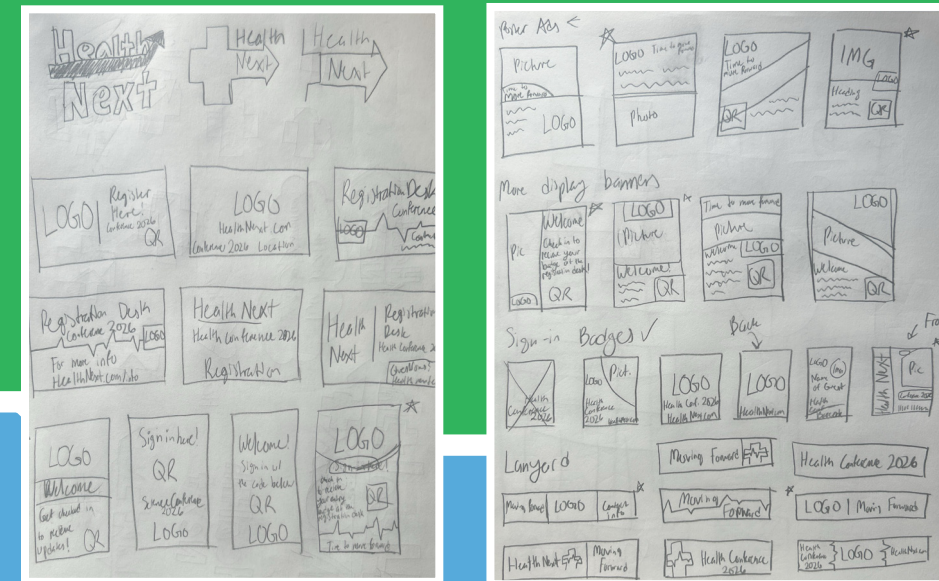 Health
Next
Health
Next
Health
Next
LOGO
Register
Here:
Conference 2026
QR
LOGO
HealthNext.com
Conference 2026 Location
Registration Desk
Conference
LOGO
Registration Desk
Conference 2026
LOGO
For more info
HealthNext.com/
Health Next
Health Conference 2026
Registration
Health
Next
Registration
Desk
Health Conference 2
LOGO
Welcome
Get checked in
to receive
updates!
QR
Sign in here!
QR
Conference
2026
LOGO
Welcome!
Sign in w/
the code below
QR
LOGO
LOGO
QR
Time to move forward
Ads
Picture
Time to
Move Forward
LOGO
LOGO
Photo
LOGO
Time to
move forward
QR
IMG
LOGO
Heading
QR
More display banners
Pic
LOGO
Welcome
Check in to
receive your
badge at the
registration desk!
QR
LOGO
Picture
Welcome!
QR
Time to move forward
Picture
Welcome
LOGO
QR
LOGO
Picture
Welcome
QR
Sign-in Badges
Back
Health
Conference
2026
Pict.
LOGO
Health
Conference
2026
LOGO
Health Conf. 2026
HealthNext.com
LOGO
HealthNext.com
LOGO
Img
Name
of Guest
Health
Health Next
Pic
Lanyard
Moving Forward
Health Conference 2026
Moving Forward
LOGO
Contact
info
Moving
Forward
LOGO
Moving Forward
Health Next
Moving
Forward
Health Conference
2026
Health
Conference
2026
LOGO
HealthNext.com